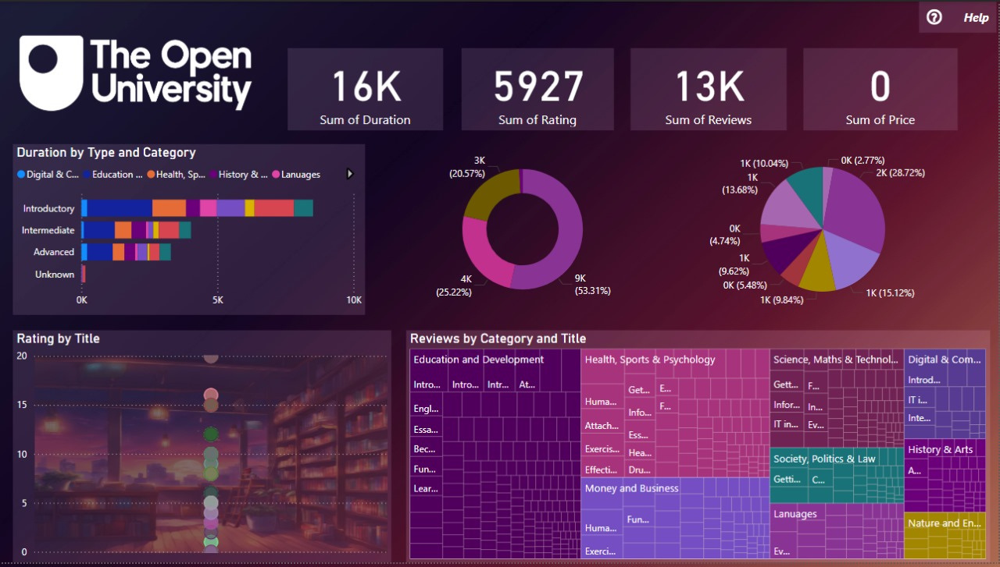 Help
The Open
University
16K
Sum of Duration
5927
Sum of Rating
13K
Sum of Reviews
0
Sum of Price
Duration by Type and Category
Digital & C... Education ... Health, Sp... History & ... Lanuages
Introductory
Intermediate
Advanced
Unknown
0K 5K 10K
3K
(20.57%)
4K
(25.22%)
9K
(53.31%)
1K (10.04%)
0K (2.77%)
1K
(13.68%)
2K (28.72%)
0K
(4.74%)
1K
(9.62%)
0K (5.48%)
1K (9.84%)
1K (15.12%)
Rating by Title
20
15
10
5
0
Reviews by Category and Title
Education and Development
Intro... Intro... Intr... At...
Engl...
Essa...
Bec...
Fun...
Lear...
Health, Sports & Psychology
Huma...
Attach...
Exercis...
Effecti...
Get...
Info...
Ess...
Hea...
Dru...
E...
F...
Money and Business
Huma...
Exerci...
Fun...
Science, Maths & Technol...
Gett...
Infor...
IT in...
F...
In...
Ev...
Society, Politics & Law
Getti... C...
Lanuages
Ev...
Digital & Com...
Introd...
IT i...
Inte...
History & Arts
A...
Nature and En...